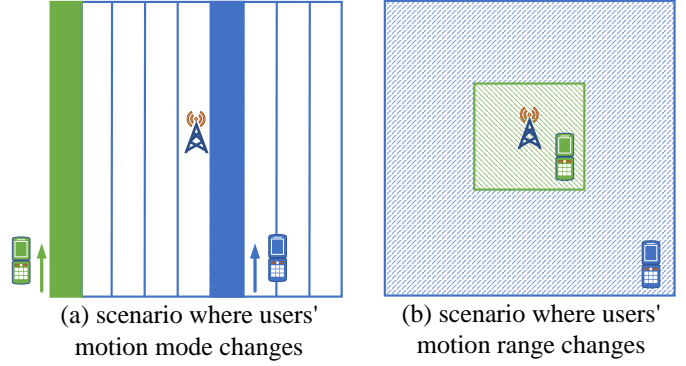 (a) scenario where users'
motion mode changes
(b) scenario where users'
motion range changes